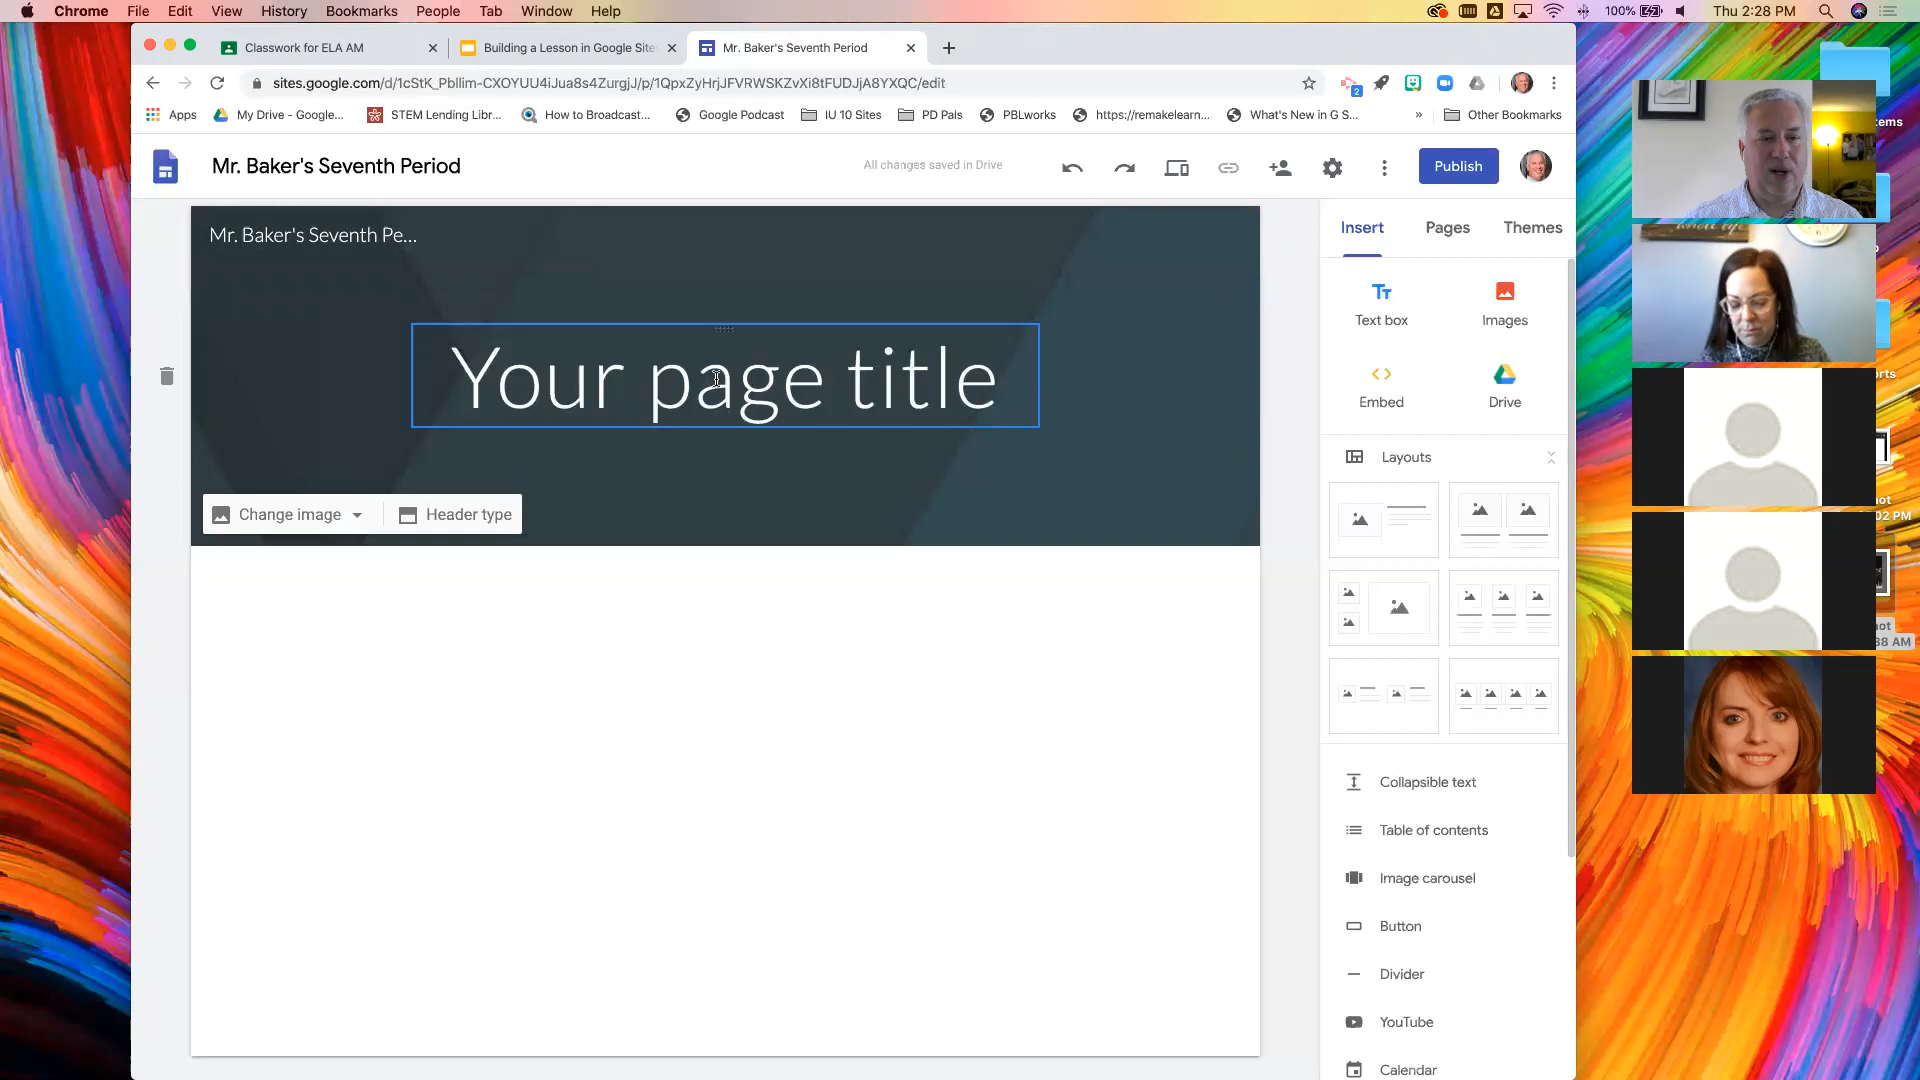 Chrome File Edit View History Bookmarks People Tab Window Help 100% Thu 2:28 PM
Classwork for ELA AM
Building a Lesson in Google Site
Mr. Baker's Seventh Period
sites.google.com/d/1cStK_Pbllim-CXOYUU4iJua8s4ZurgjJ/p/1QpxZyHrjJFVRWSKZvXi8tFUDJjA8YXQC/edit
2
Apps My Drive - Google... STEM Lending Libr... How to Broadcast... Google Podcast IU 10 Sites PD Pals PBLworks https://remakelearn... What's New in G S... » Other Bookmarks
Mr. Baker's Seventh Period
All changes saved in Drive
Publish
Mr. Baker's Seventh Pe...
Your page title
Change image
Header type
Insert Pages Themes
Text box Images
Embed Drive
Layouts
Collapsible text
Table of contents
Image carousel
Button
Divider
YouTube
Calendar